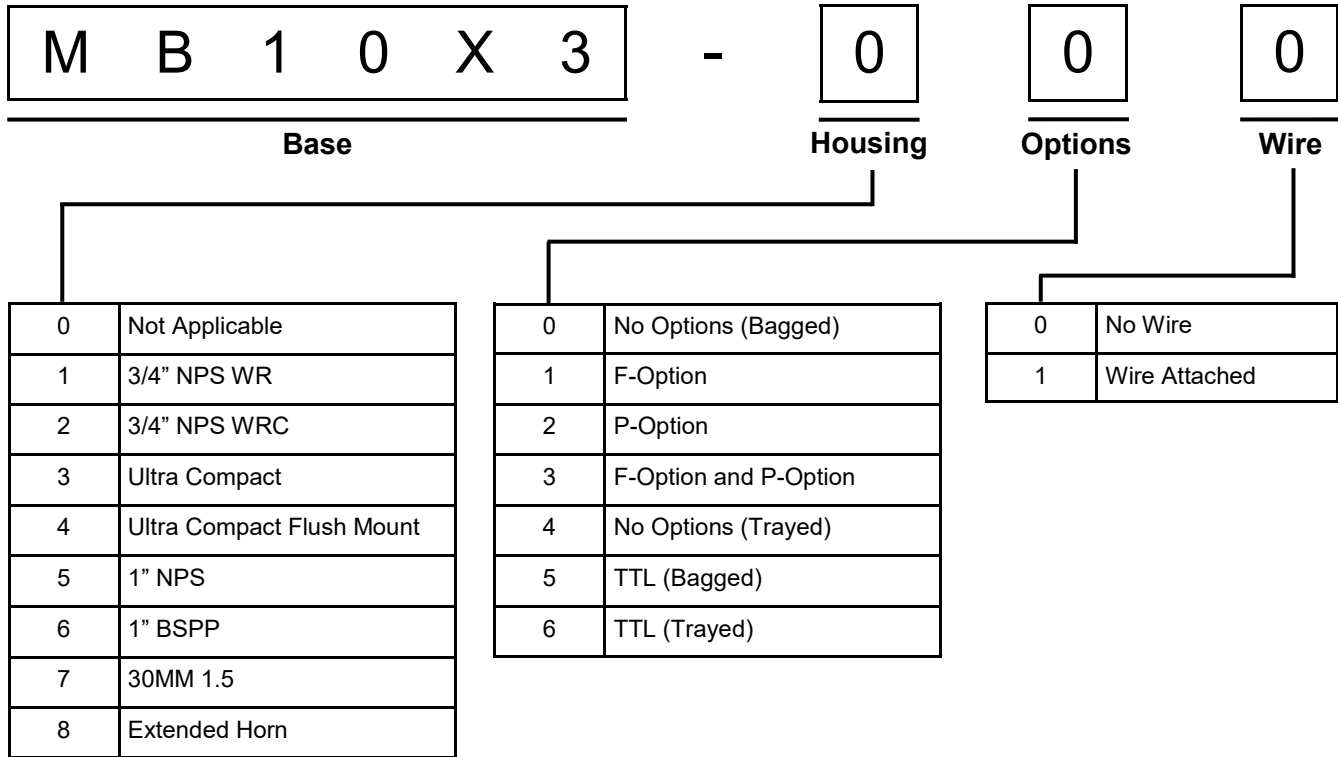 M B 1 0 X 3 - 0 0 0
Base Housing Options Wire
0 Not Applicable
1 3/4” NPS WR
2 3/4” NPS WRC
3 Ultra Compact
4 Ultra Compact Flush Mount
5 1” NPS
6 1” BSPP
7 30MM 1.5
8 Extended Horn
0 No Options (Bagged)
1 F-Option
2 P-Option
3 F-Option and P-Option
4 No Options (Trayed)
5 TTL (Bagged)
6 TTL (Trayed)
0 No Wire
1 Wire Attached